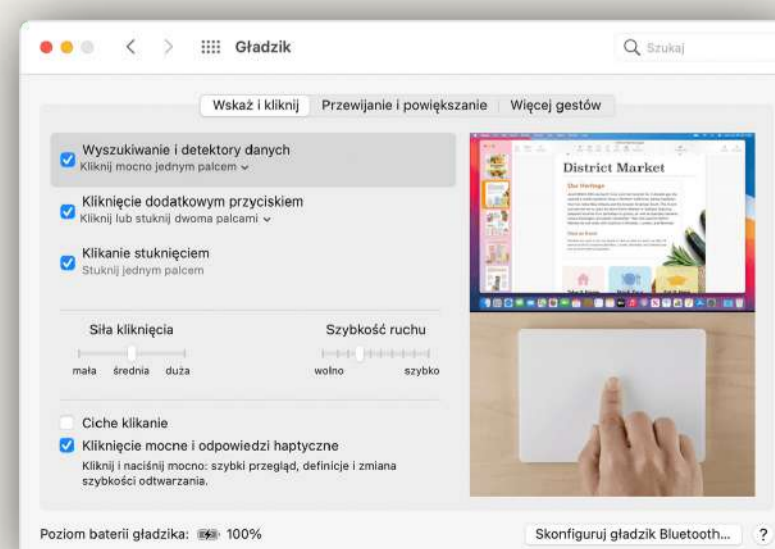 Gładzik
Szukaj
Wskaż i kliknij
Przewijanie i powiększanie
Więcej gestów
Wyszukiwanie i detektory danych
Kliknij mocno jednym palcem
Kliknięcie dodatkowym przyciskiem
Kliknij lub stuknij dwoma palcami
Klikanie stuknięciem
Stuknij jednym palcem
District Market
Our Heritage
Siła kliknięcia
mała średnia duża
Szybkość ruchu
wolno szybko
Ciche klikanie
Kliknięcie mocne i odpowiedzi haptyczne
Kliknij i naciśnij mocno: szybki przegląd, definicje i zmiana
szybkości odtwarzania.
Poziom baterii gładzika: 100%
Skonfiguruj gładzik Bluetooth...
?